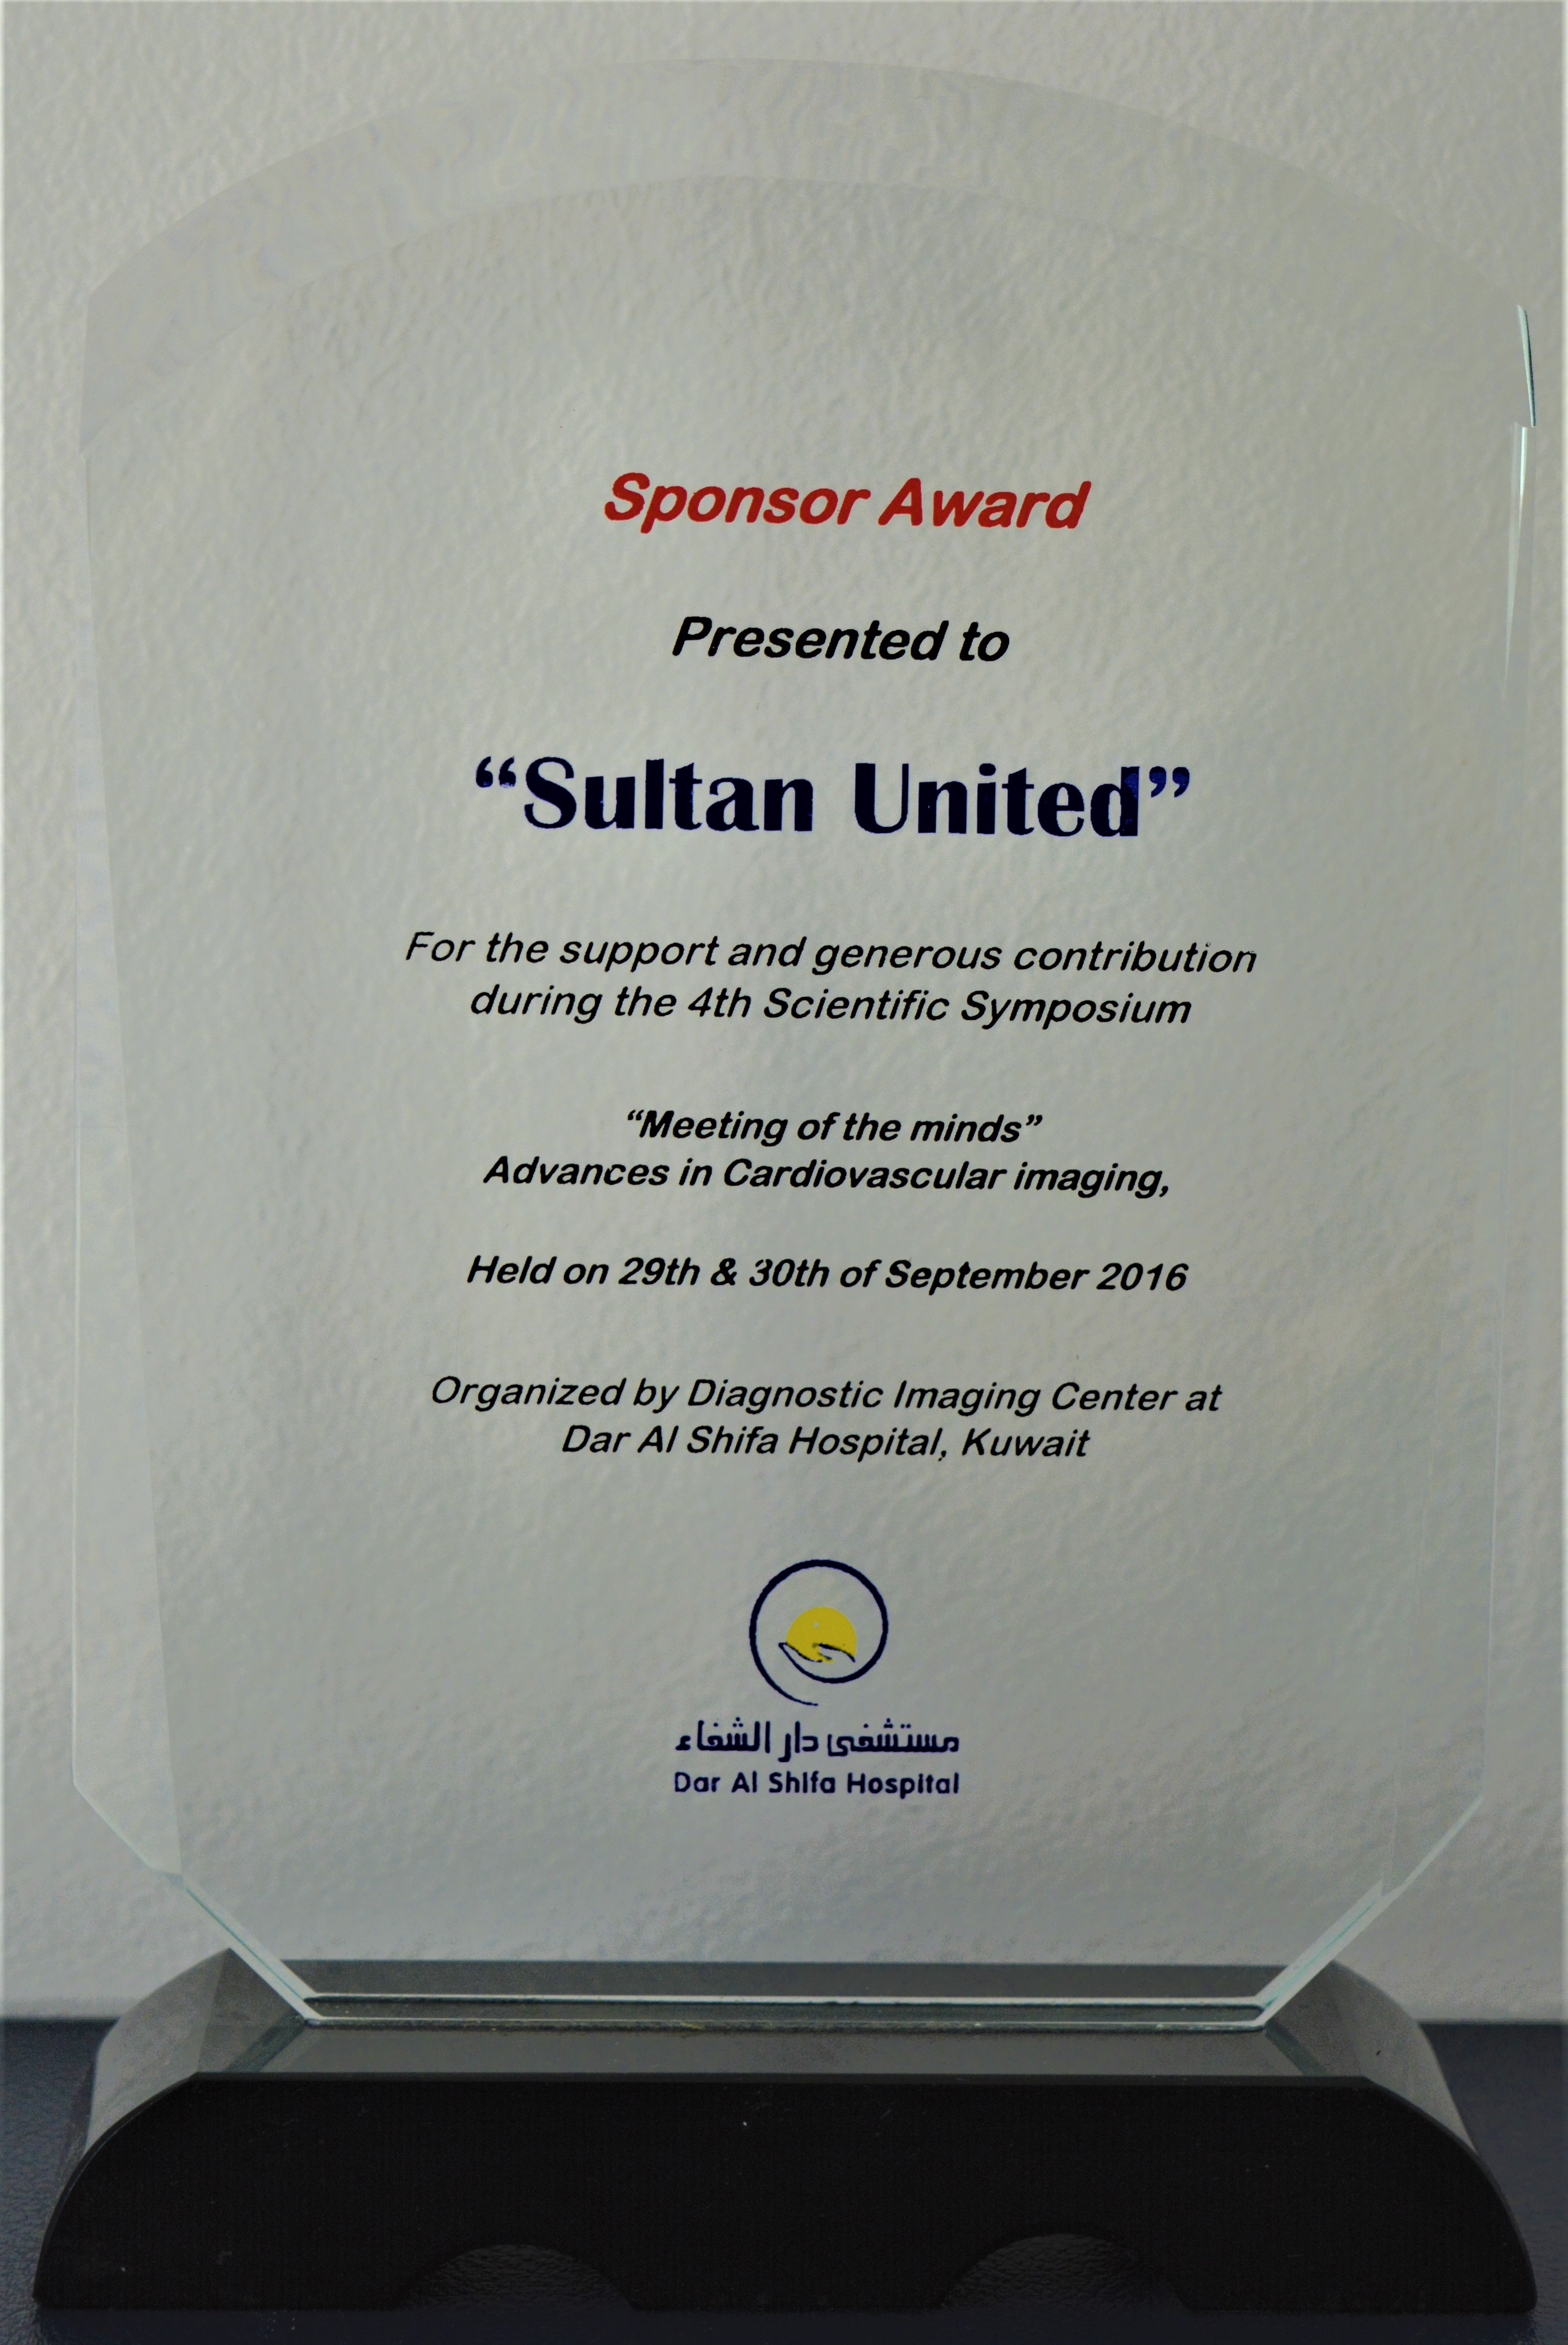 Sponsor Award
Presented to
“Sultan United”
For the support and generous contribution
during the 4th Scientific Symposium
“Meeting of the minds”
Advances in Cardiovascular imaging,
Held on 29th & 30th of September 2016
Organized by Diagnostic Imaging Center at
Dar Al Shifa Hospital, Kuwait
مستشفى دار الشفاء
Dar Al Shifa Hospital